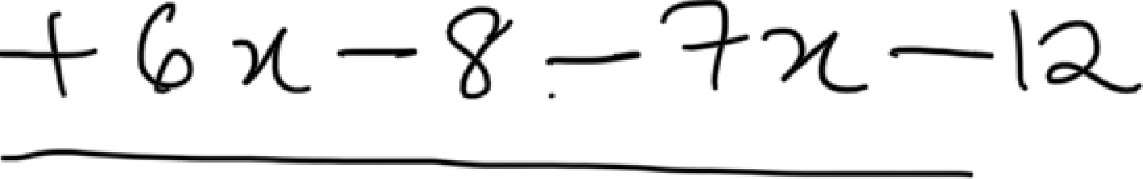 + 6x - 8 - 7x - 12